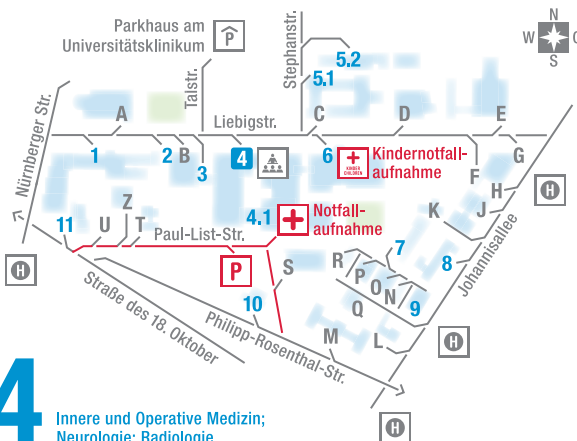 Parkhaus am
Universitätsklinikum
P
N
W
O
S
Stephanstr.
5.2
5.1
Talstr.
Nürnberger Str.
A
Liebigstr.
C
D
E
1
2
B
3
4
6
KINDER
CHILDREN
Kindernotfall-
aufnahme
F
G
H
H
J
K
Johannisallee
11
U
Z
T
Paul-List-Str.
4.1
Notfall-
aufnahme
P
S
R
P
O
N
7
8
9
Q
H
Straße des 18. Oktober
10
Philipp-Rosenthal-Str.
M
L
H
H
4
Innere und Operative Medizin;
Neurologie; Radiologie